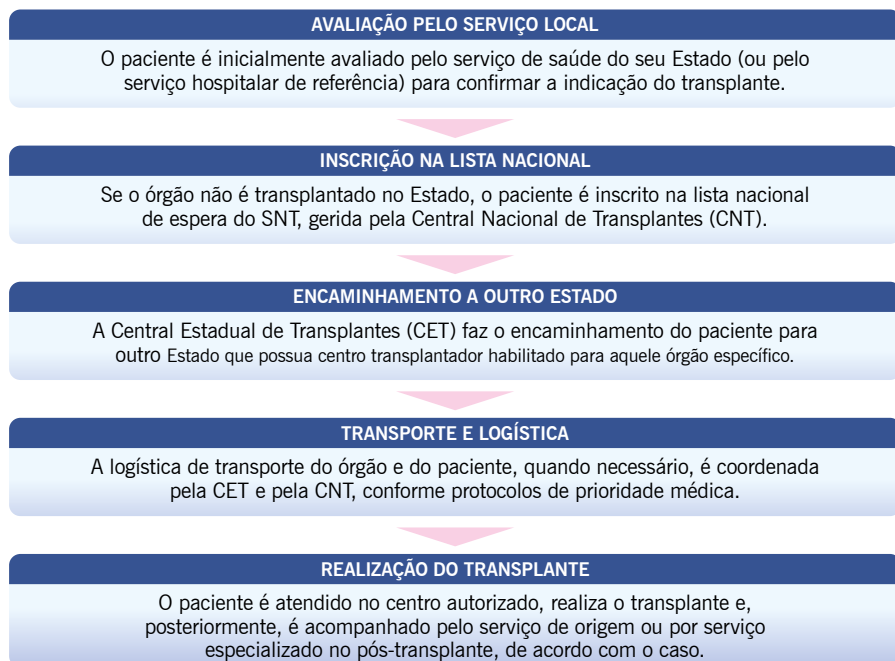 AVALIAÇÃO PELO SERVIÇO LOCAL
O paciente é inicialmente avaliado pelo serviço de saúde do seu Estado (ou pelo
serviço hospitalar de referência) para confirmar a indicação do transplante.
INSCRIÇÃO NA LISTA NACIONAL
Se o órgão não é transplantado no Estado, o paciente é inscrito na lista nacional
de espera do SNT, gerida pela Central Nacional de Transplantes (CNT).
ENCAMINHAMENTO A OUTRO ESTADO
A Central Estadual de Transplantes (CET) faz o encaminhamento do paciente para
outro Estado que possua centro transplantador habilitado para aquele órgão específico.
TRANSPORTE E LOGÍSTICA
A logística de transporte do órgão e do paciente, quando necessário, é coordenada
pela CET e pela CNT, conforme protocolos de prioridade médica.
REALIZAÇÃO DO TRANSPLANTE
O paciente é atendido no centro autorizado, realiza o transplante e,
posteriormente, é acompanhado pelo serviço de origem ou por serviço
especializado no pós-transplante, de acordo com o caso.